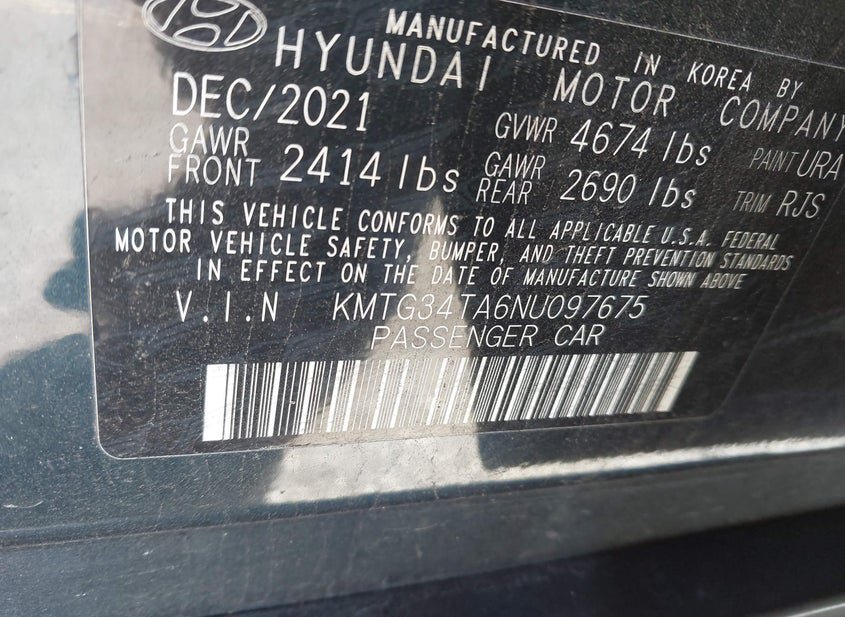 MANUFACTURED IN KOREA BY
HYUNDAI MOTOR COMPANY
DEC/2021 GVWR 4674 lbs PAINT URA
GAWR FRONT 2414 lbs GAWR REAR 2690 lbs TRIM RJS
THIS VEHICLE CONFORMS TO ALL APPLICABLE U.S.A. FEDERAL
MOTOR VEHICLE SAFETY, BUMPER, AND THEFT PREVENTION STANDARDS
IN EFFECT ON THE DATE OF MANUFACTURE SHOWN ABOVE
V.I.N KMTG34TA6NU097675
PASSENGER CAR